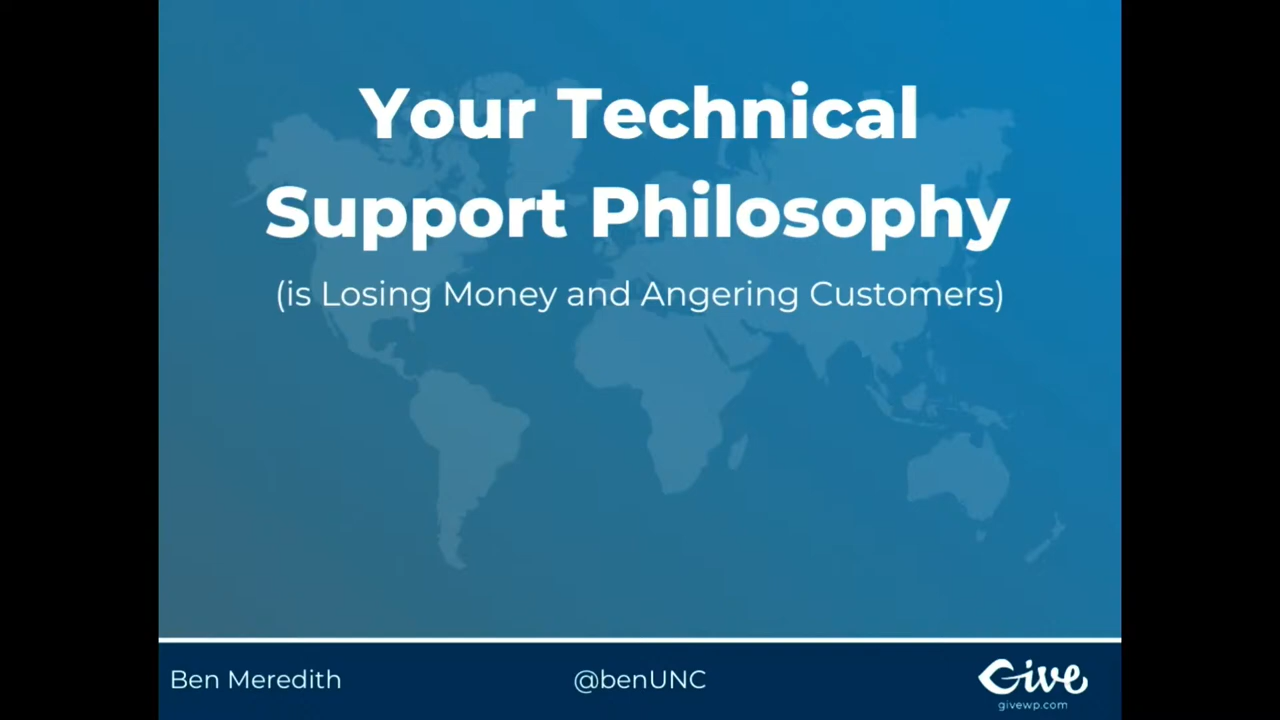 Your Technical
Support Philosophy
(is Losing Money and Angering Customers)
Ben Meredith
@benUNC
Give
givewp.com